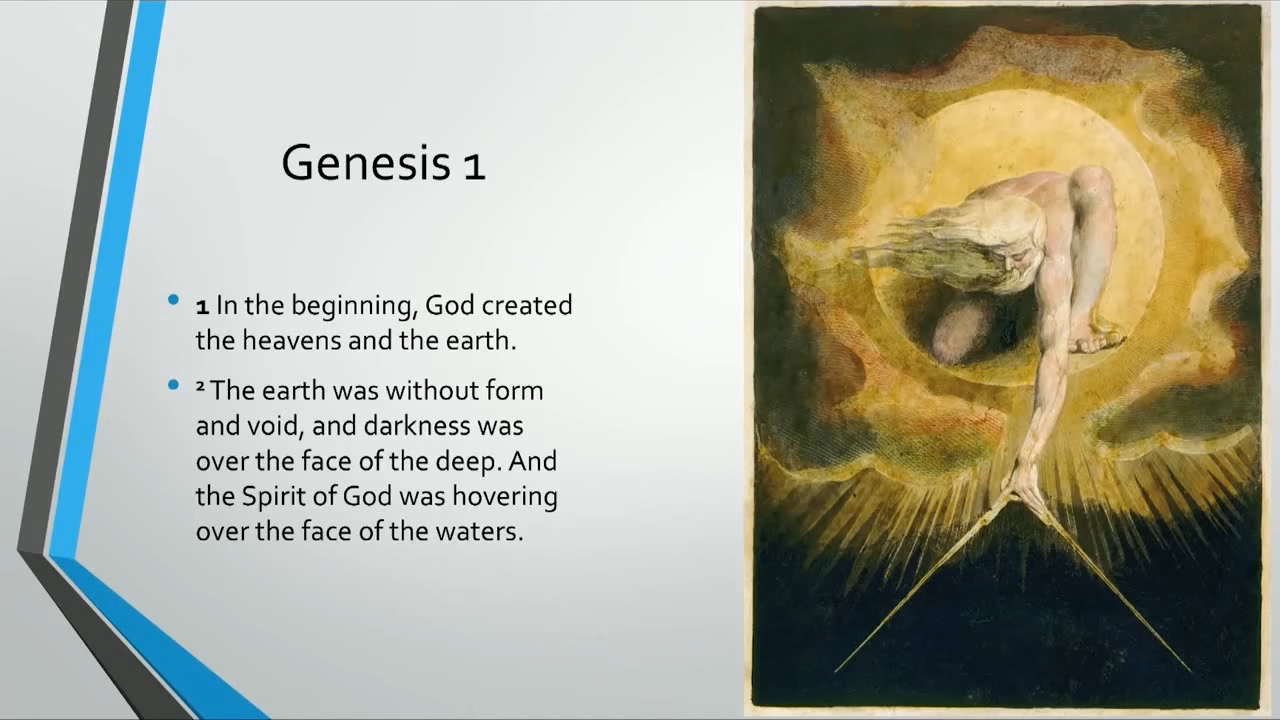 Genesis 1
• 1 In the beginning, God created
the heavens and the earth.
• ² The earth was without form
and void, and darkness was
over the face of the deep. And
the Spirit of God was hovering
over the face of the waters.